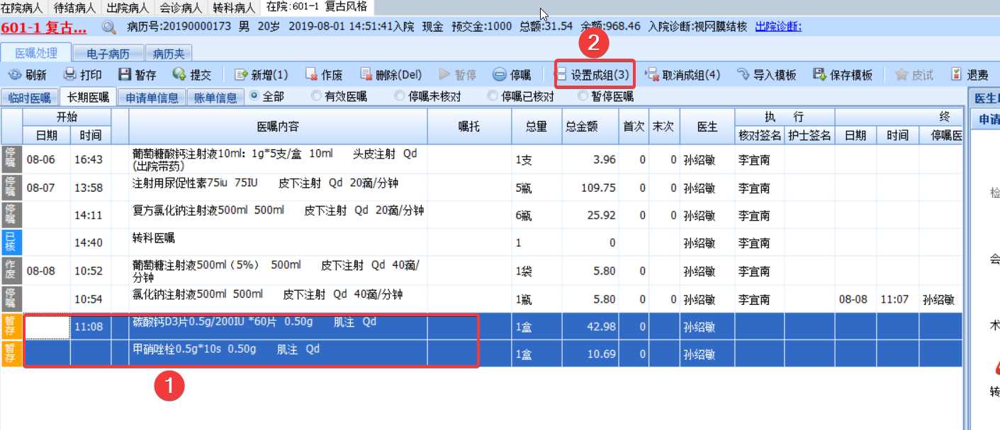 在院病人 待结病人 出院病人 会诊病人 转科病人 在院:601-1 复古风格
601-1 复古... 病历号:20190000173 男 20岁 2019-08-01 14:51:41入院 现金 预交金:1000 总额:31.54 余额:968.46 入院诊断:视网膜结核 出院诊断:
2
医嘱处理 电子病历 病历夹
刷新 打印 暂存 提交 新增(1) 作废 删除(Del) 暂停 停嘱 设置成组(3) 取消成组(4) 导入模板 保存模板 皮试 退费
临时医嘱 长期医嘱 申请单信息 账单信息 全部 有效医嘱 停嘱未核对 停嘱已核对 暂停医嘱
开始 医嘱内容 嘱托 总量 总金额 首次 末次 医生 执 行 终
日期 时间 核对签名 护士签名 日期 时间 停嘱医
停嘱 08-06 16:43 葡萄糖酸钙注射液10ml：1g*5支/盒 10ml 头皮注射 Qd 1支 3.96 0 0 孙绍敏 李宜南
(出院带药)
停嘱 08-07 13:58 注射用尿促性素75iu 75IU 皮下注射 Qd 20滴/分钟 5瓶 109.75 0 0 孙绍敏 李宜南
停嘱 14:11 复方氯化钠注射液500ml 500ml 皮下注射 Qd 20滴/分钟 6瓶 25.92 0 0 孙绍敏 李宜南
已核 14:40 转科医嘱 1 0 孙绍敏 李宜南
作废 08-08 10:52 葡萄糖注射液500ml（5%） 500ml 皮下注射 Qd 40滴/ 1袋 5.80 0 孙绍敏 李宜南
分钟
停嘱 10:54 氯化钠注射液500ml 500ml 皮下注射 Qd 40滴/分钟 1瓶 5.80 0 0 孙绍敏 李宜南 08-08 11:07 孙绍敏
暂存 11:08 碳酸钙D3片0.5g/200IU *60片 0.50g 肌注 Qd 1盒 42.98 0 孙绍敏
暂存 甲硝唑栓0.5g*10s 0.50g 肌注 Qd 1盒 10.69 0 孙绍敏
1
医生
申请
检
会
术
转